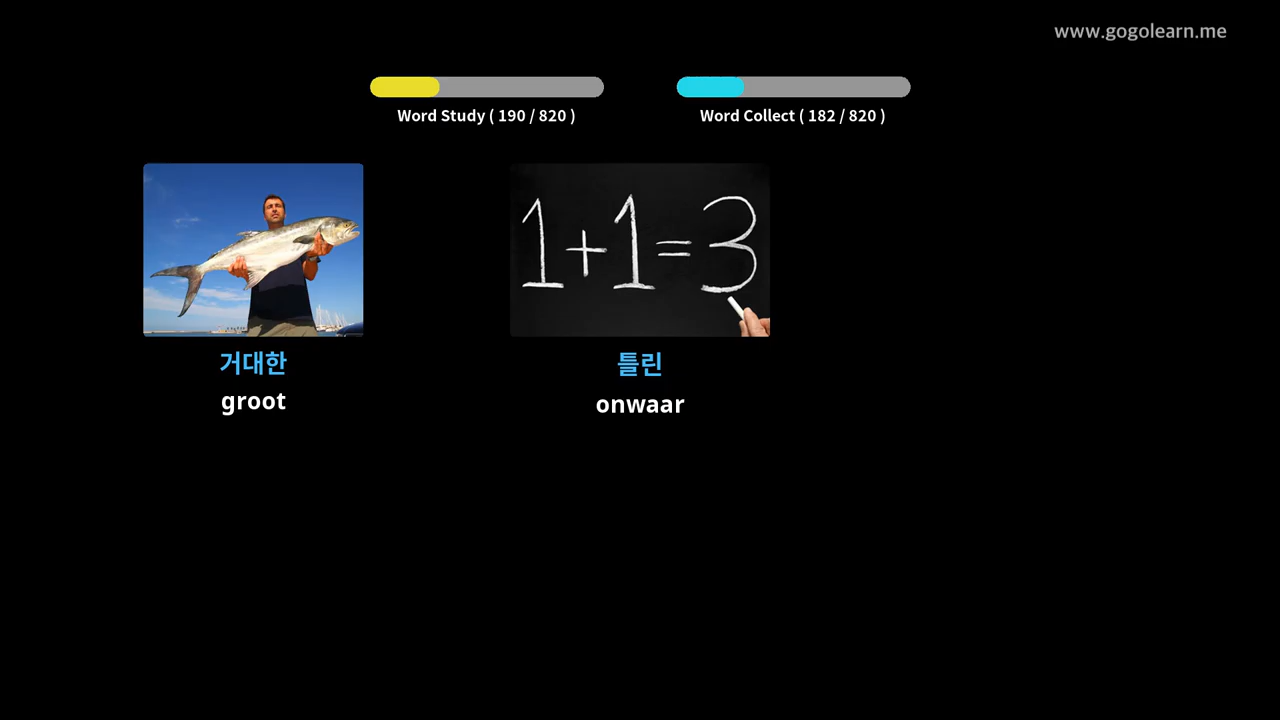 www.gogolearn.me
Word Study ( 190 / 820 )
Word Collect ( 182 / 820 )
1+1=3
거대한
groot
틀린
onwaar